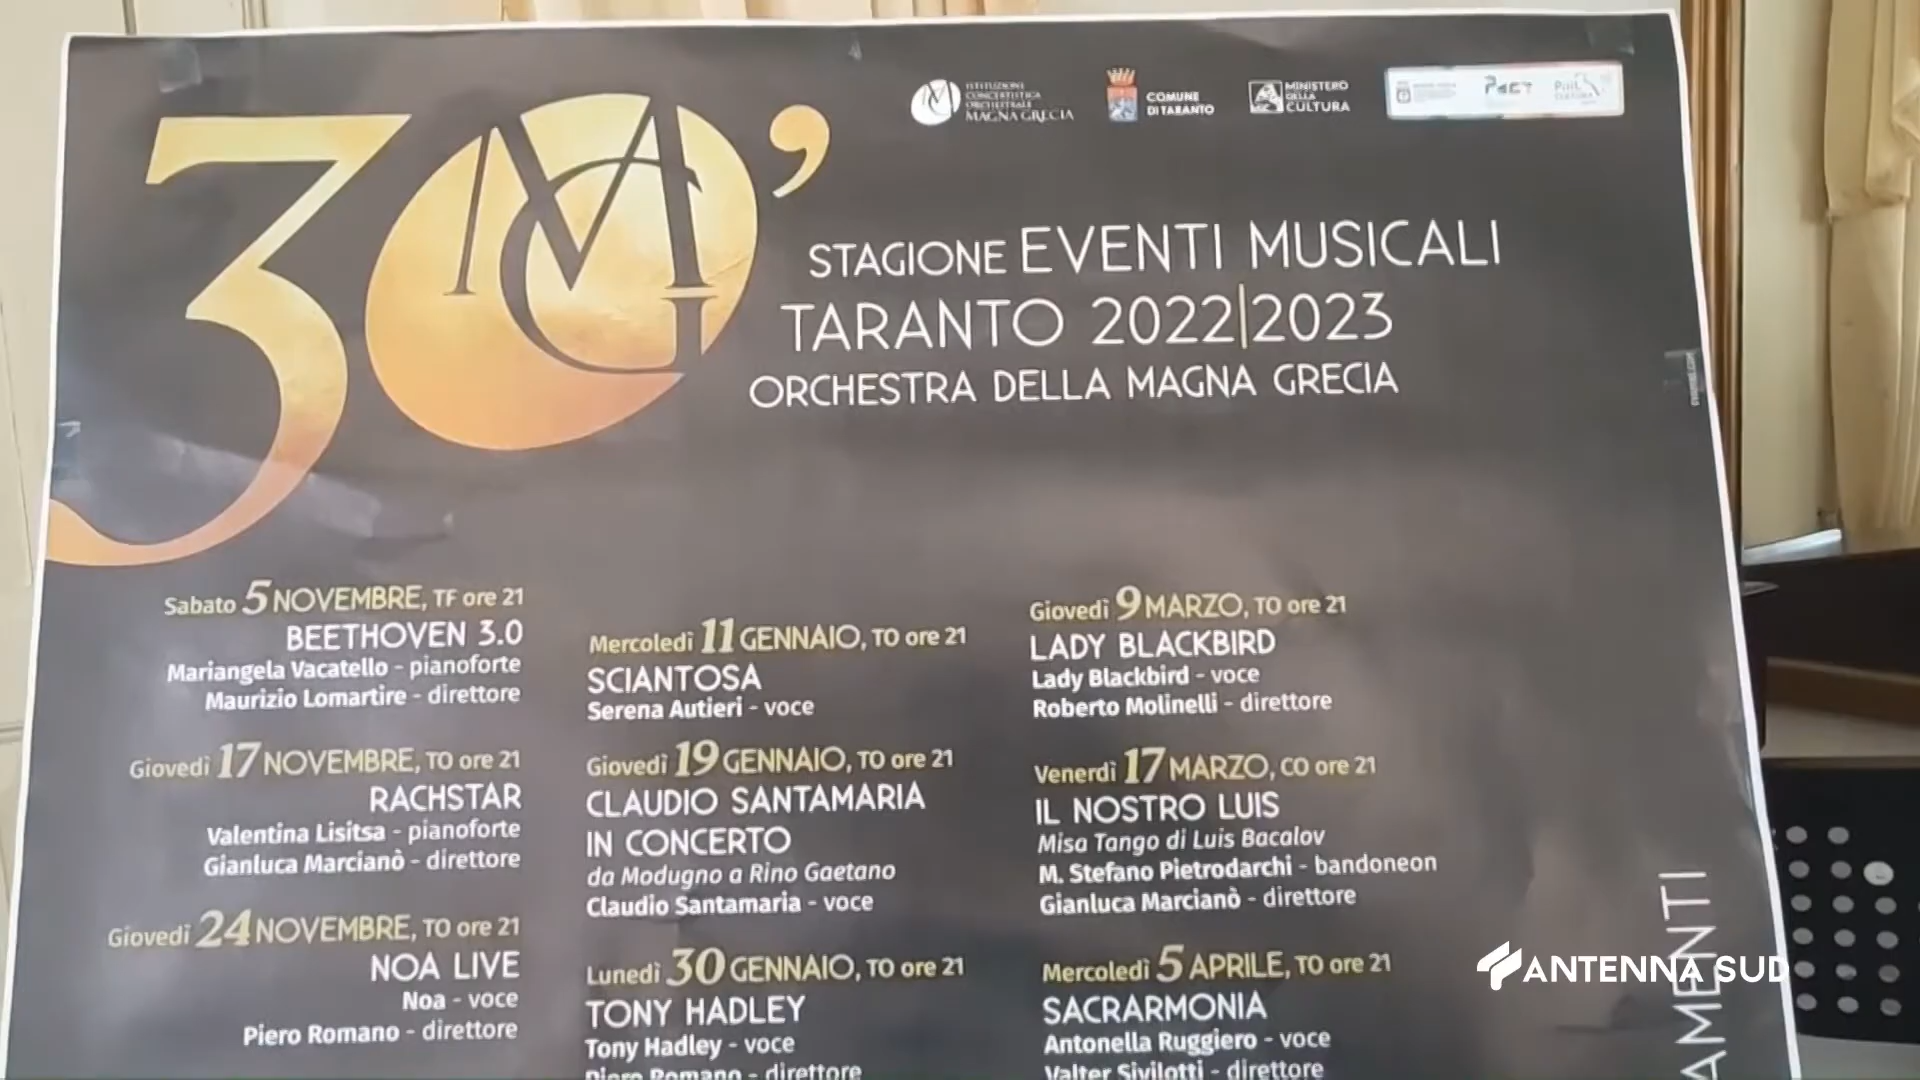 30'
ISTITUZIONE
CONCERTISTICA
ORCHESTRALE
MAGNA GRECIA
COMUNE
DI TARANTO
MINISTERO
DELLA
CULTURA
STAGIONE EVENTI MUSICALI
TARANTO 2022|2023
ORCHESTRA DELLA MAGNA GRECIA
Sabato 5 NOVEMBRE, TF ore 21
BEETHOVEN 3.0
Mariangela Vacatello - pianoforte
Maurizio Lomartire - direttore
Giovedì 17 NOVEMBRE, TO ore 21
RACHSTAR
Valentina Lisitsa - pianoforte
Gianluca Marcianò - direttore
Giovedì 24 NOVEMBRE, TO ore 21
NOA LIVE
Noa - voce
Piero Romano - direttore
Mercoledì 11 GENNAIO, TO ore 21
SCIANTOSA
Serena Autieri - voce
Giovedì 19 GENNAIO, TO ore 21
CLAUDIO SANTAMARIA
IN CONCERTO
da Modugno a Rino Gaetano
Claudio Santamaria - voce
Lunedì 30 GENNAIO, TO ore 21
TONY HADLEY
Tony Hadley - voce
Piero Romano - direttore
Giovedì 9 MARZO, TO ore 21
LADY BLACKBIRD
Lady Blackbird - voce
Roberto Molinelli - direttore
Venerdì 17 MARZO, CO ore 21
IL NOSTRO LUIS
Misa Tango di Luis Bacalov
M. Stefano Pietrodarchi - bandoneon
Gianluca Marcianò - direttore
Mercoledì 5 APRILE, TO ore 21
SACRARMONIA
Antonella Ruggiero - voce
Valter Sivilotti - direttore
AMENTI
ANTENNA SUD